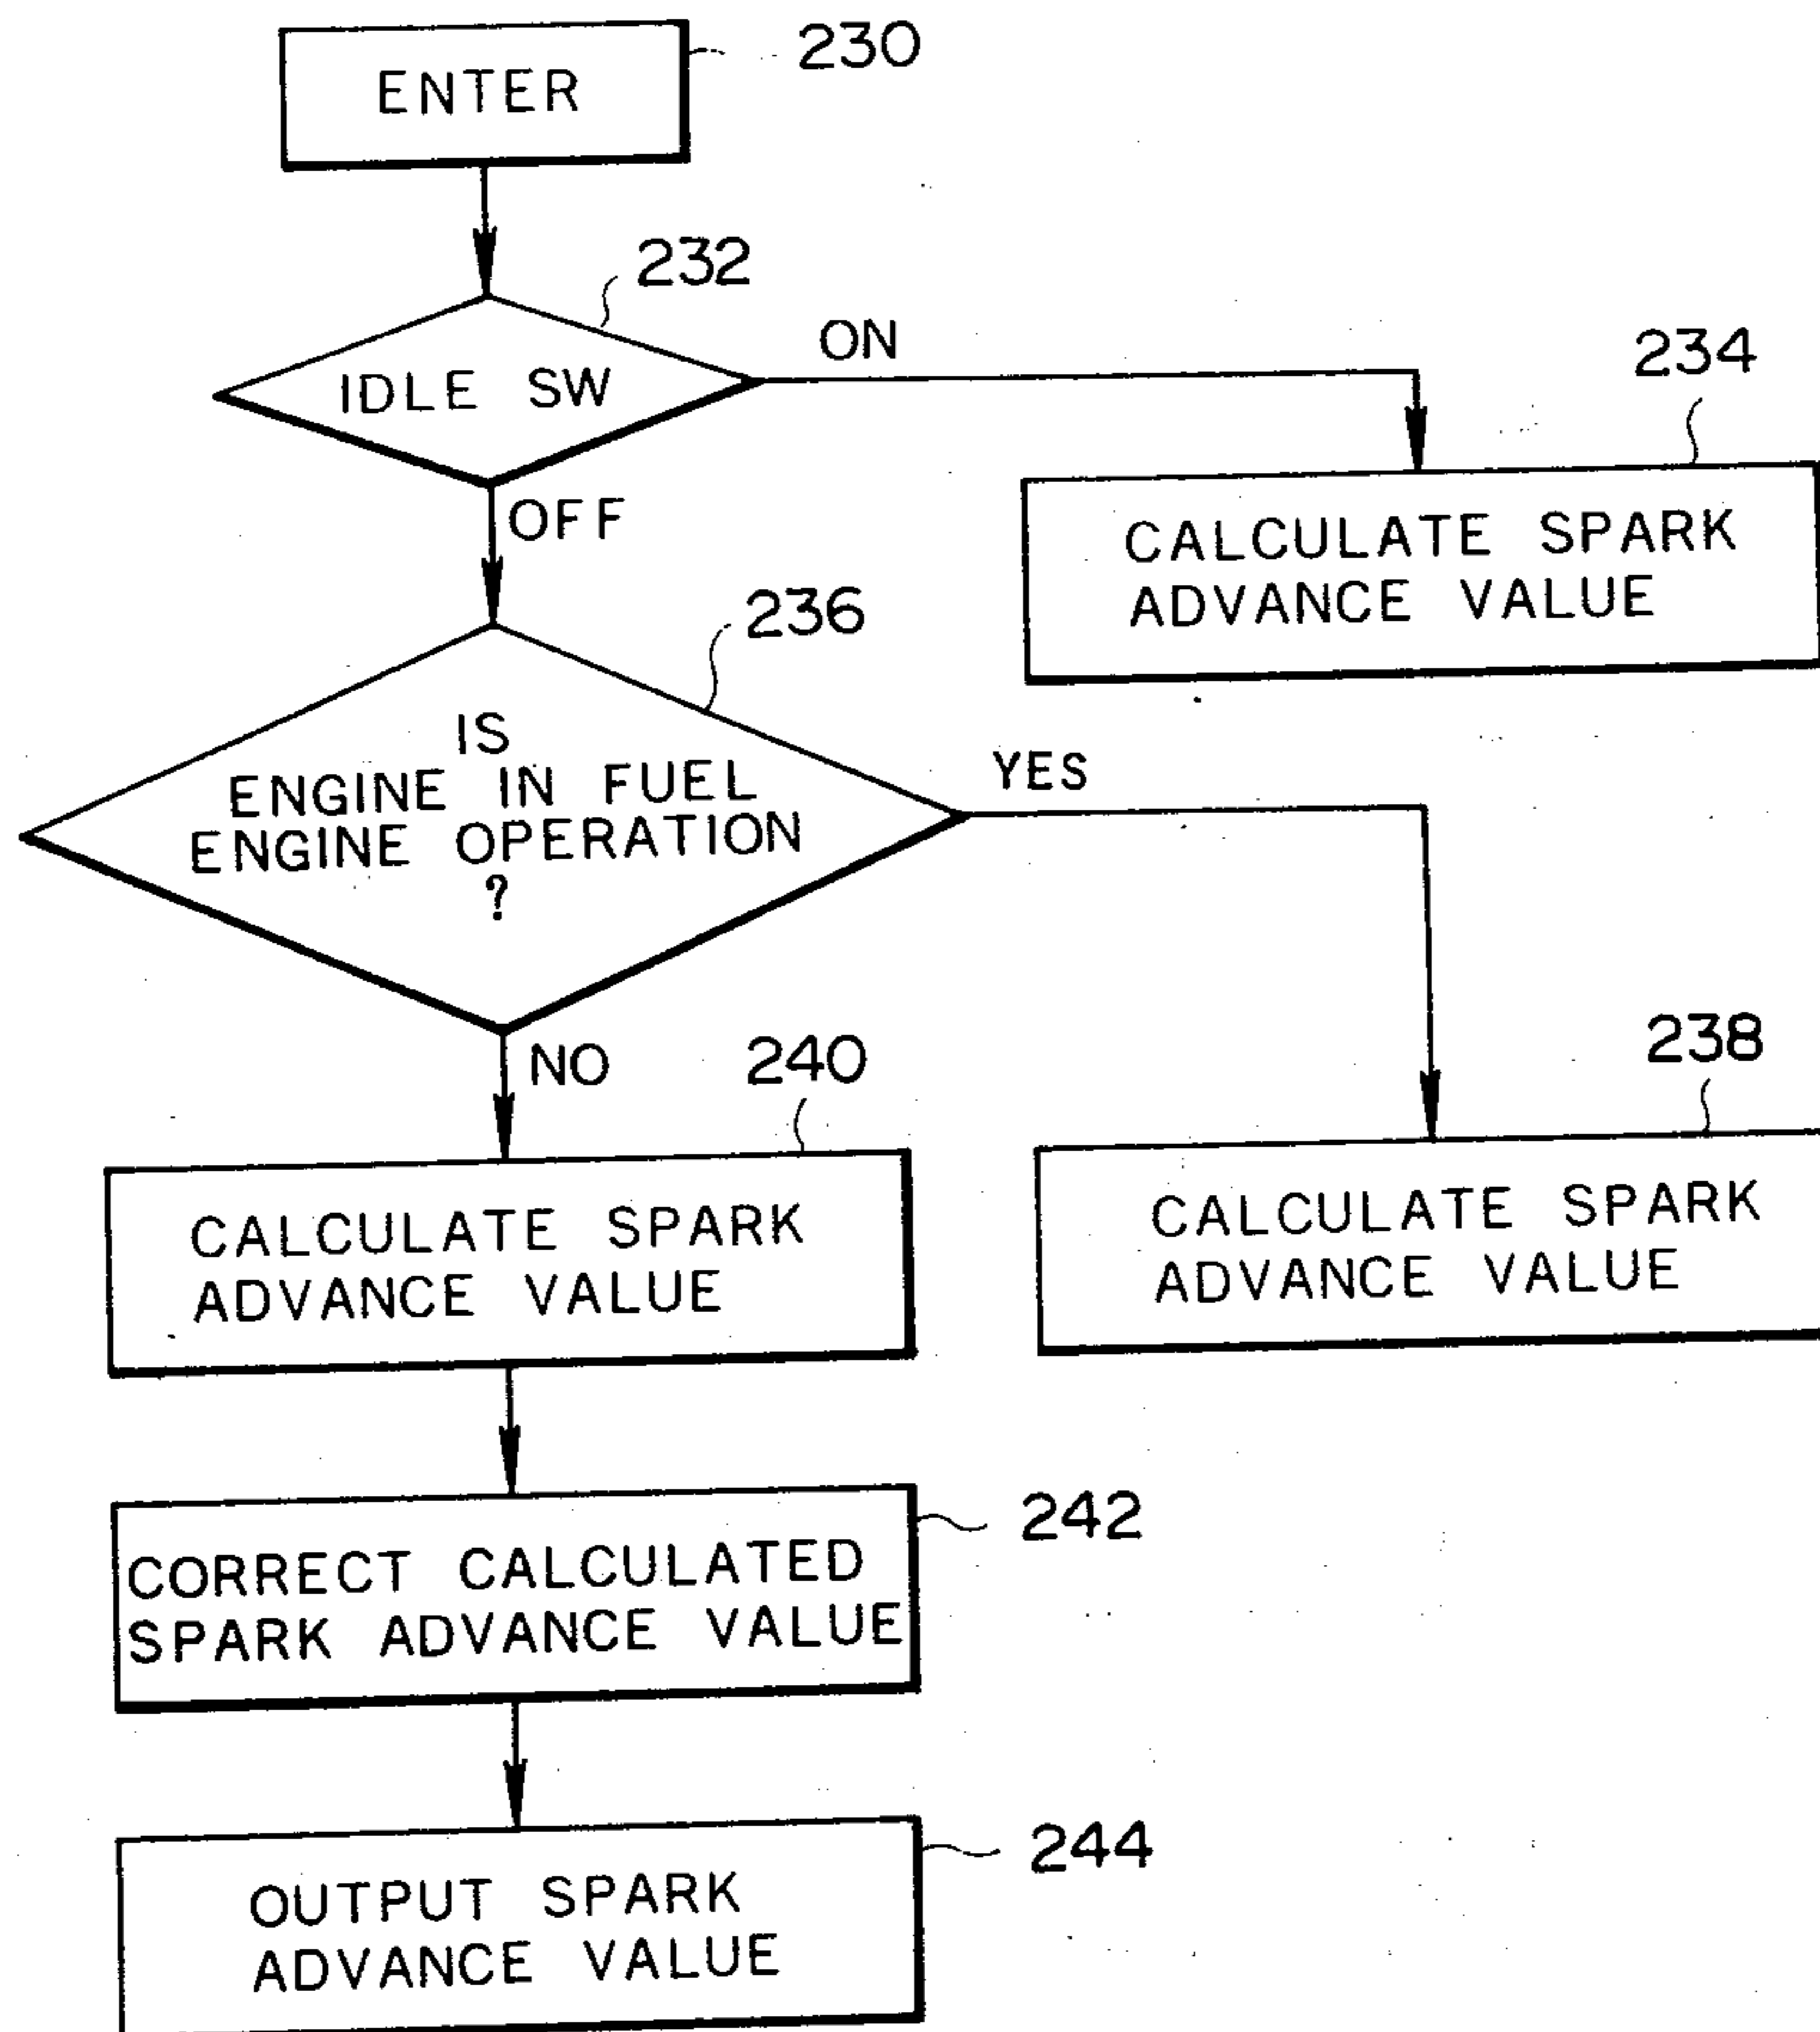 230
ENTER
232
IDLE SW
ON
234
CALCULATE SPARK
ADVANCE VALUE
OFF
236
IS
ENGINE IN FUEL
ENGINE OPERATION
?
YES
238
CALCULATE SPARK
ADVANCE VALUE
NO
240
CALCULATE SPARK
ADVANCE VALUE
242
CORRECT CALCULATED
SPARK ADVANCE VALUE
244
OUTPUT SPARK
ADVANCE VALUE